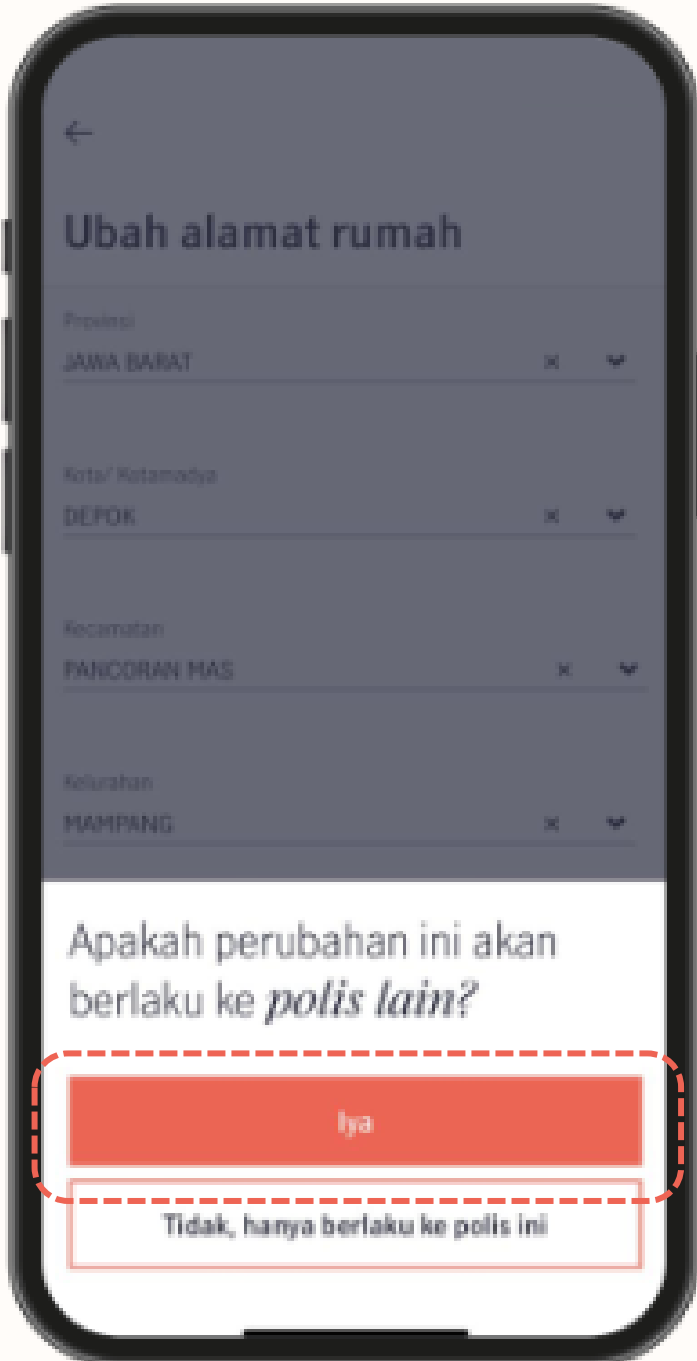 Ubah alamat rumah
Provinsi
JAWA BARAT
Kota/ Kotamadya
DEPOK
Kecamatan
PANCORAN MAS
Kelurahan
MAMPANG
Apakah perubahan ini akan
berlaku ke polis lain?
Iya
Tidak, hanya berlaku ke polis ini